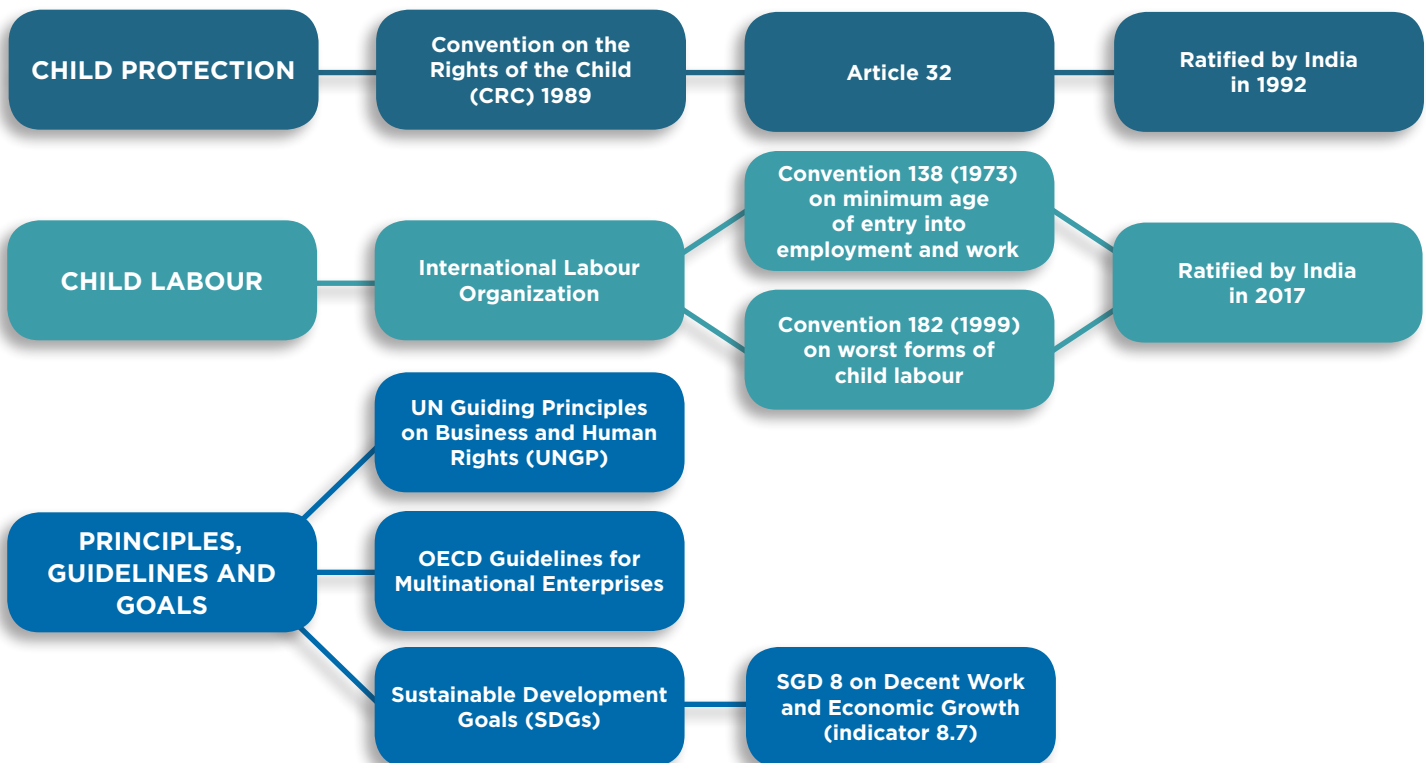 CHILD PROTECTION
Convention on the
Rights of the Child
(CRC) 1989
Article 32
Ratified by India
in 1992
CHILD LABOUR
International Labour
Organization
Convention 138 (1973)
on minimum age
of entry into
employment and work
Convention 182 (1999)
on worst forms of
child labour
Ratified by India
in 2017
PRINCIPLES,
GUIDELINES AND
GOALS
UN Guiding Principles
on Business and Human
Rights (UNGP)
OECD Guidelines for
Multinational Enterprises
Sustainable Development
Goals (SDGs)
SGD 8 on Decent Work
and Economic Growth
(indicator 8.7)